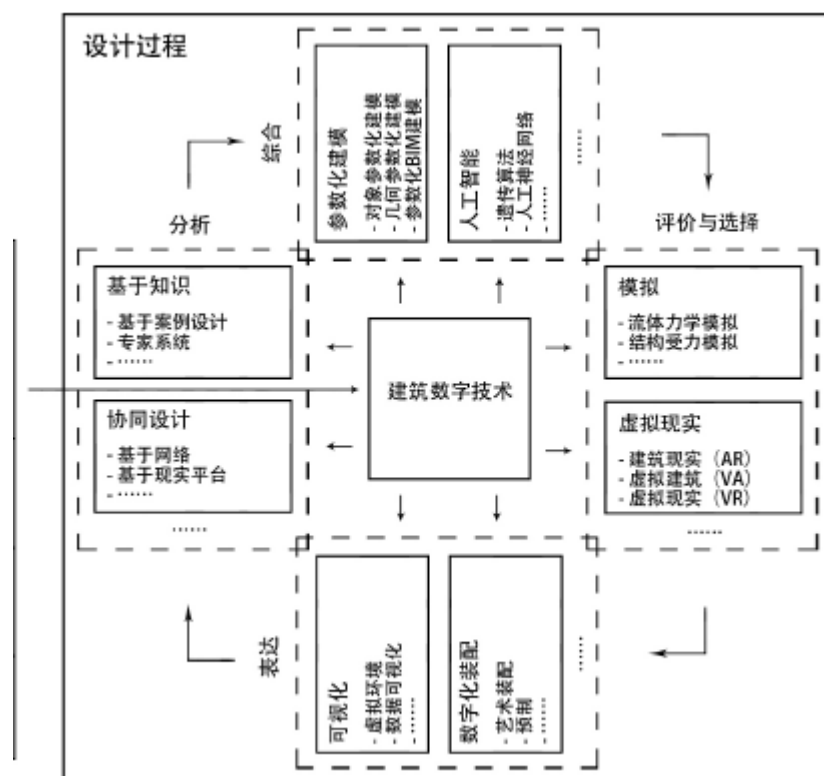 设计过程
综合
参数化建模
- 对象参数化建模
- 几何参数化建模
- 参数化BIM建模
人工智能
- 遗传算法
- 人工神经网络
- ……
……
分析
基于知识
- 基于案例设计
- 专家系统
- ……
协同设计
- 基于网络
- 基于现实平台
- ……
……
建筑数字技术
评价与选择
模拟
- 流体力学模拟
- 结构受力模拟
- ……
虚拟现实
- 建筑现实（AR）
- 虚拟建筑（VA）
- 虚拟现实（VR）
……
表达
可视化
- 虚拟环境
- 数据可视化
- ……
数字化装配
- 艺术装配
- 预制
- ……
……